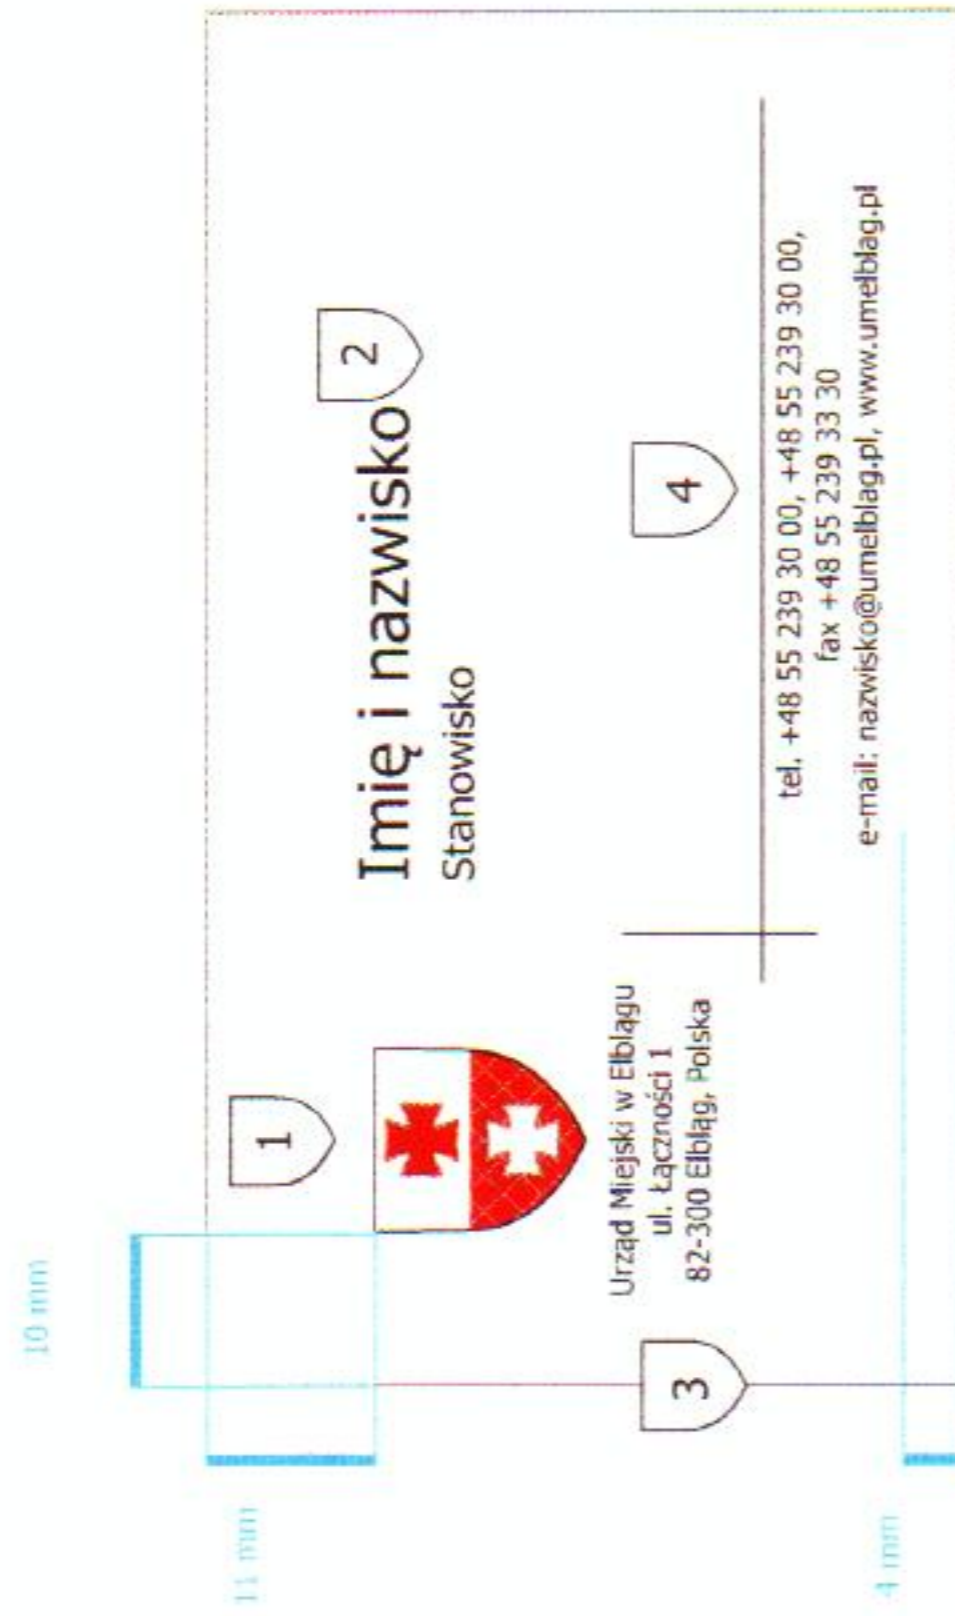 10 mm
11 mm
1
Imię i nazwisko
2
Stanowisko
3
Urząd Miejski w Elblągu
ul. Łączności 1
82-300 Elbląg, Polska
4
tel. +48 55 239 30 00, +48 55 239 30 00,
fax +48 55 239 33 30
e-mail: nazwisko@umelblag.pl, www.umelblag.pl
4 mm